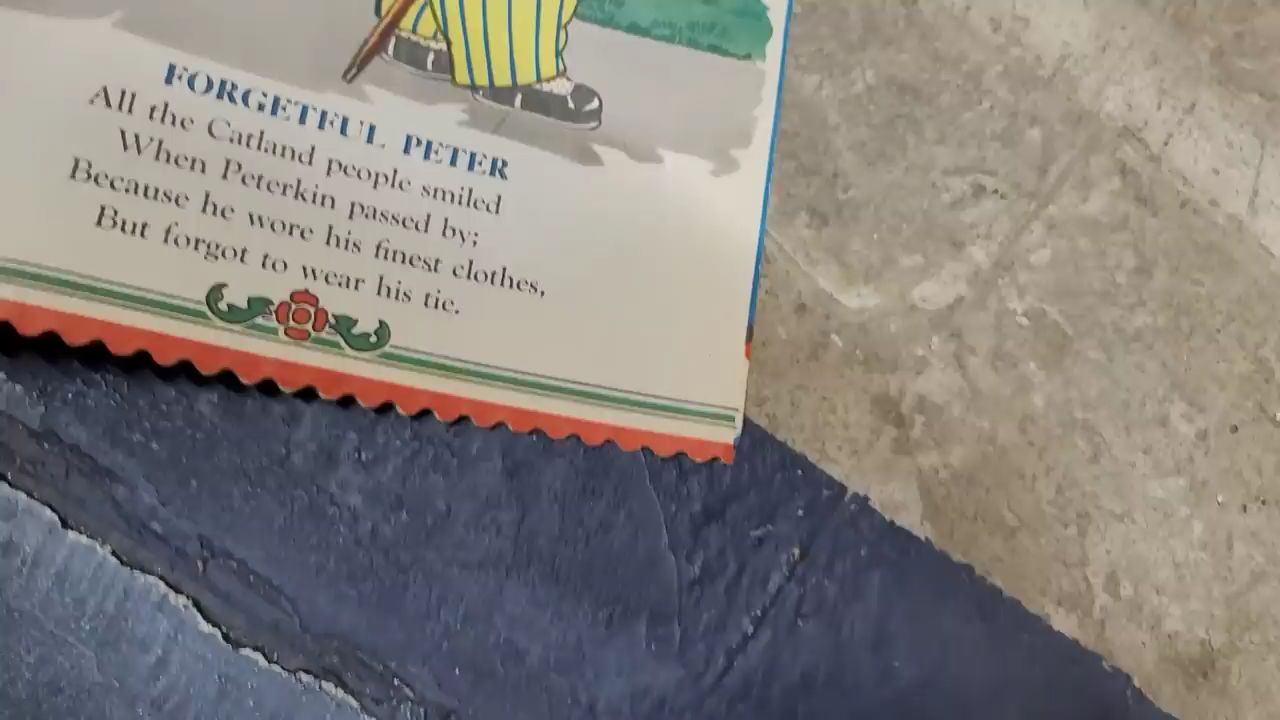 FORGETFUL PETER
All the Catland people smiled
When Peterkin passed by;
Because he wore his finest clothes,
But forgot to wear his tie.